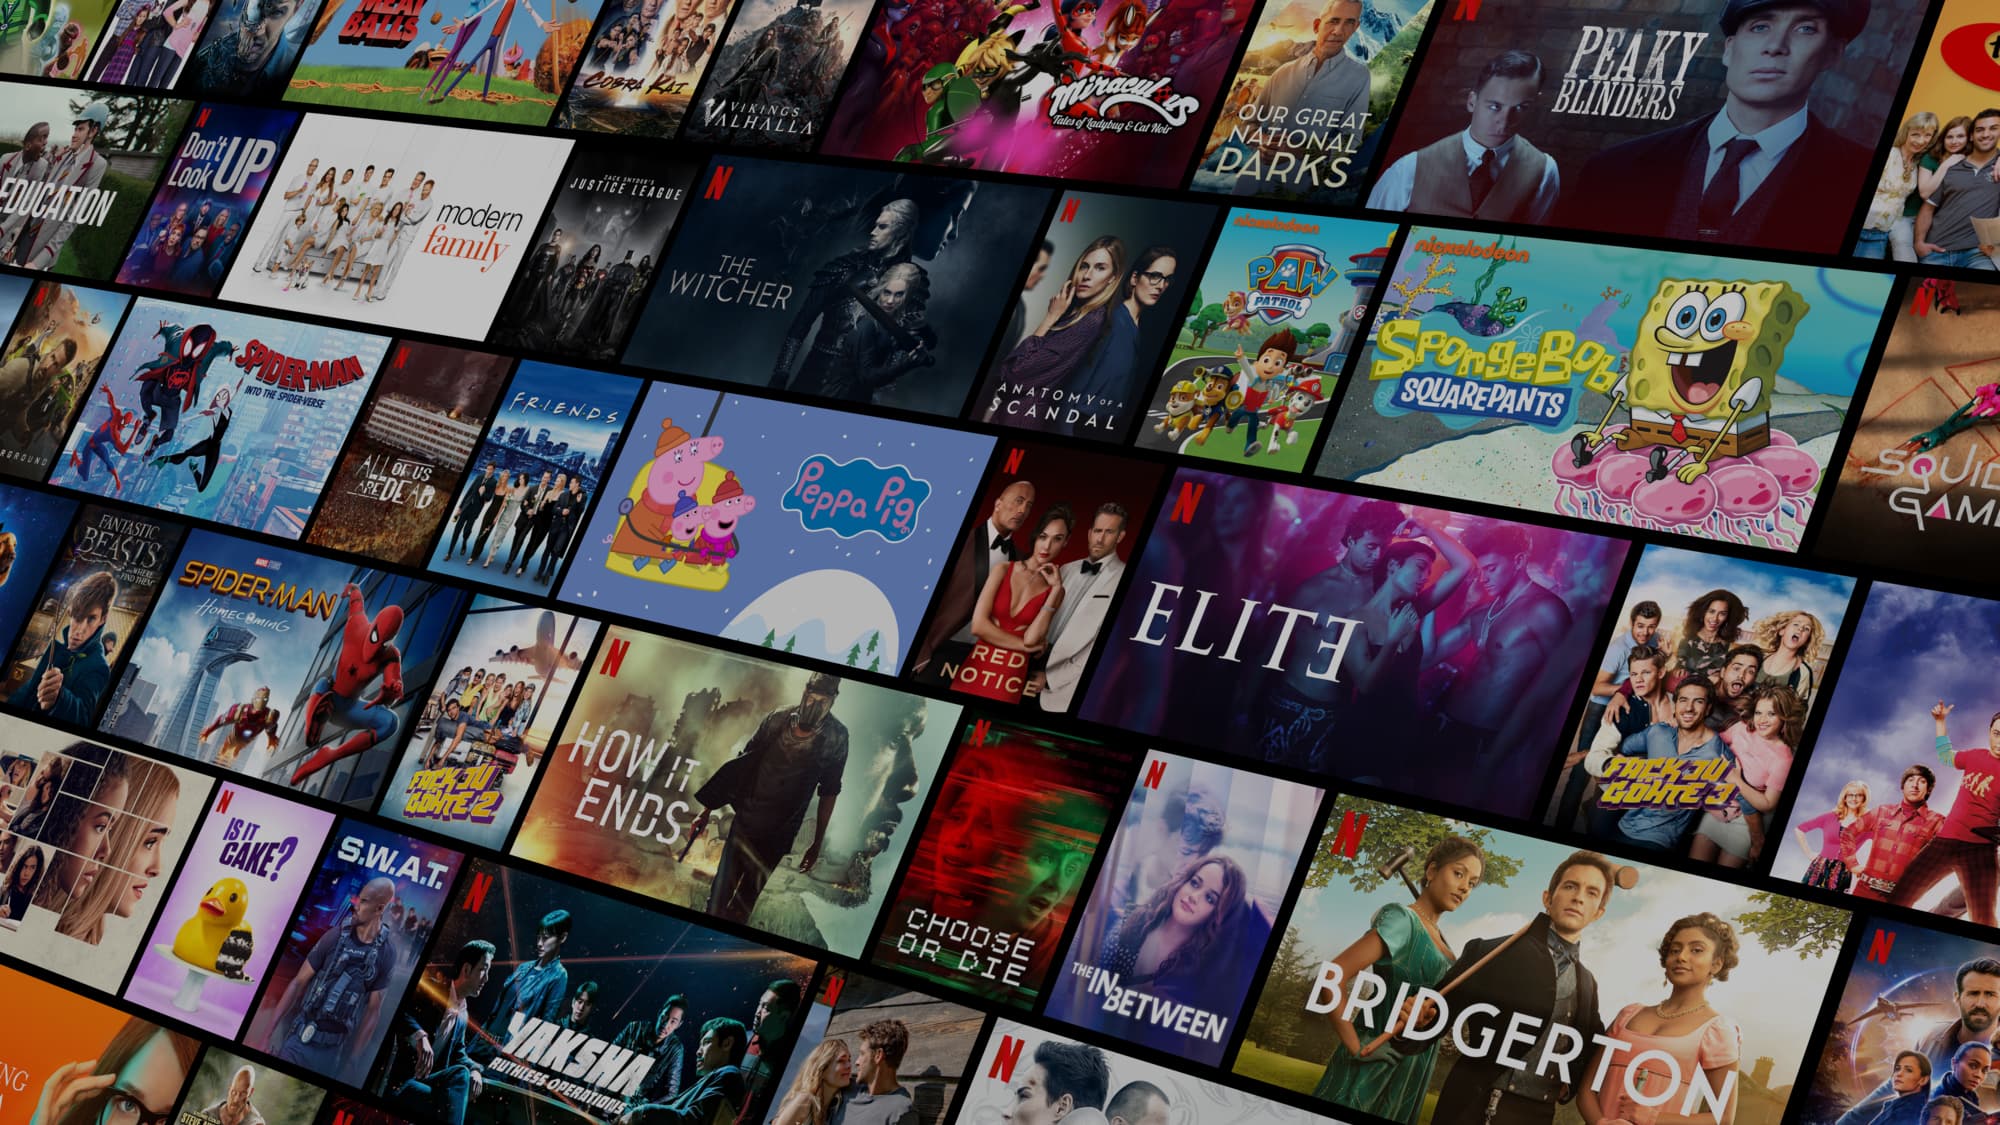 MEAT
BALLS
COBRA KAI
VIKINGS
VALHALLA
Miraculous
Tales of Ladybug & Cat Noir
OUR GREAT
NATIONAL
PARKS
N
PEAKY
BLINDERS
EDUCATION
N
Don't
Look UP
modern
family
ZACK SNYDER'S
JUSTICE LEAGUE
N
THE
WITCHER
N
ANATOMY OF A
SCANDAL
nickelodeon
PAW
PATROL
nickelodeon
SPONGEBOB
SQUAREPANTS
N
SQUID
GAME
N
RGROUND
SPIDER-MAN
INTO THE SPIDER-VERSE
N
ALL OF US
ARE DEAD
F·R·I·E·N·D·S
Peppa Pig
N
RED
NOTICE
N
ELITE
FACK JU
GÖHTE 3
FANTASTIC
BEASTS
AND WHERE
TO FIND THEM
MARVEL STUDIOS
SPIDER-MAN
HOMECOMING
FACK JU
GÖHTE 2
N
HOW IT
ENDS
N
CHOOSE
OR DIE
N
THE IN
BETWEEN
N
BRIDGERTON
N
N
IS IT
CAKE?
S.W.A.T.
N
YAKSHA
RUTHLESS OPERATIONS
N
N
NG
N